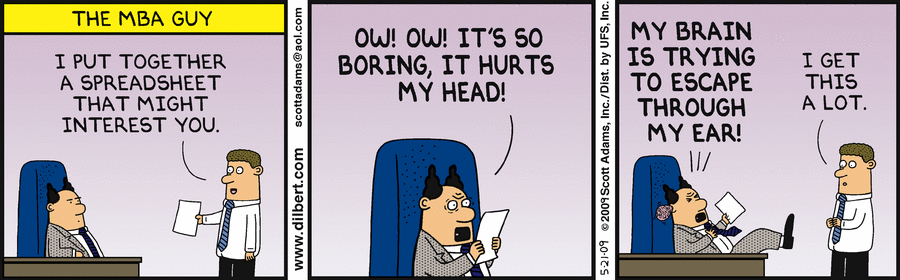 THE MBA GUY
I PUT TOGETHER
A SPREADSHEET
THAT MIGHT
INTEREST YOU.
www.dilbert.com scottadams@aol.com
OW! OW! IT'S SO
BORING, IT HURTS
MY HEAD!
5-21-09 ©2009 Scott Adams, Inc./Dist. by UFS, Inc.
MY BRAIN
IS TRYING
TO ESCAPE
THROUGH
MY EAR!
I GET
THIS
A LOT.